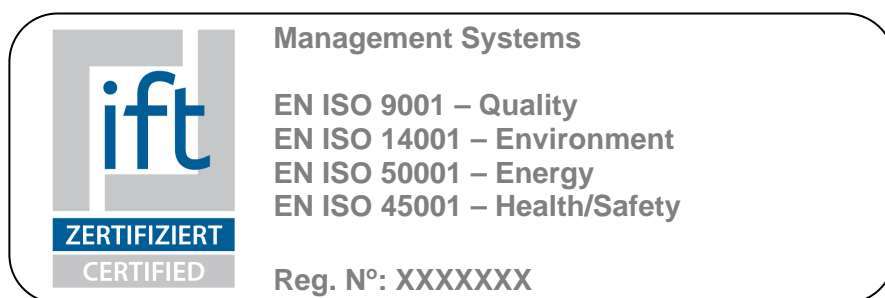 ift
ZERTIFIZIERT
CERTIFIED
Management Systems
EN ISO 9001 – Quality
EN ISO 14001 – Environment
EN ISO 50001 – Energy
EN ISO 45001 – Health/Safety
Reg. Nº: XXXXXXX